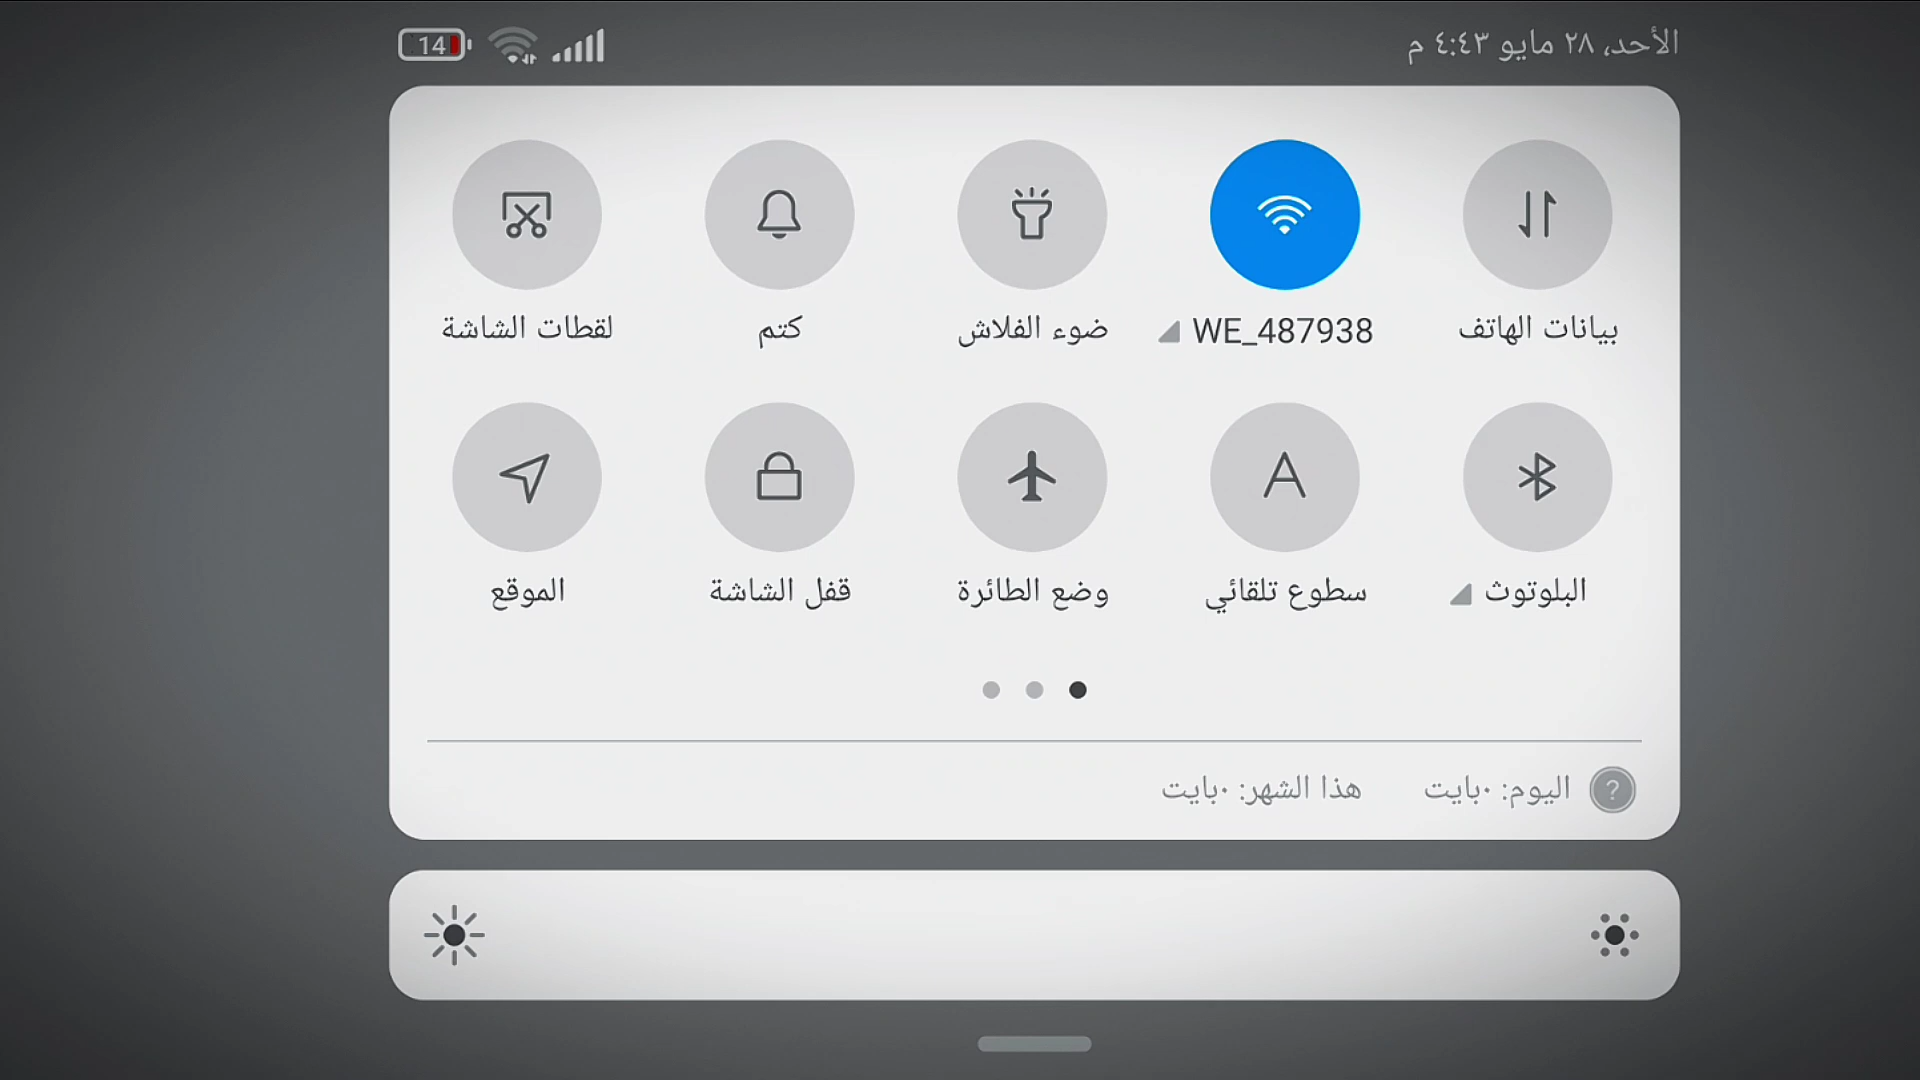 الأحد، ٢٨ مايو ٤:٤٣ م
14
بيانات الهاتف
WE_487938
ضوء الفلاش
كتم
لقطات الشاشة
البلوتوث
سطوع تلقائي
وضع الطائرة
قفل الشاشة
الموقع
? اليوم: ٠بايت هذا الشهر: ٠بايت